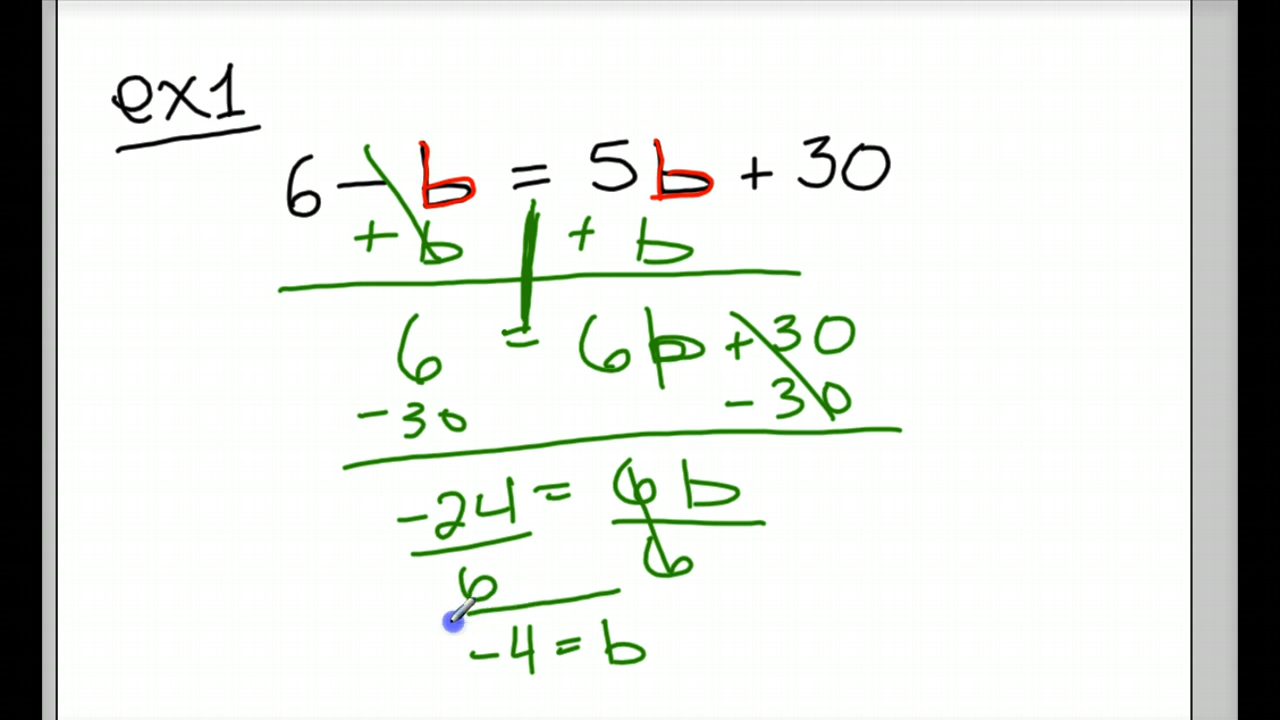 ex1
6 - b = 5b + 30
+ b + b
6 = 6b + 30
-30 - 30
-24 = 6b
6 6
-4 = b